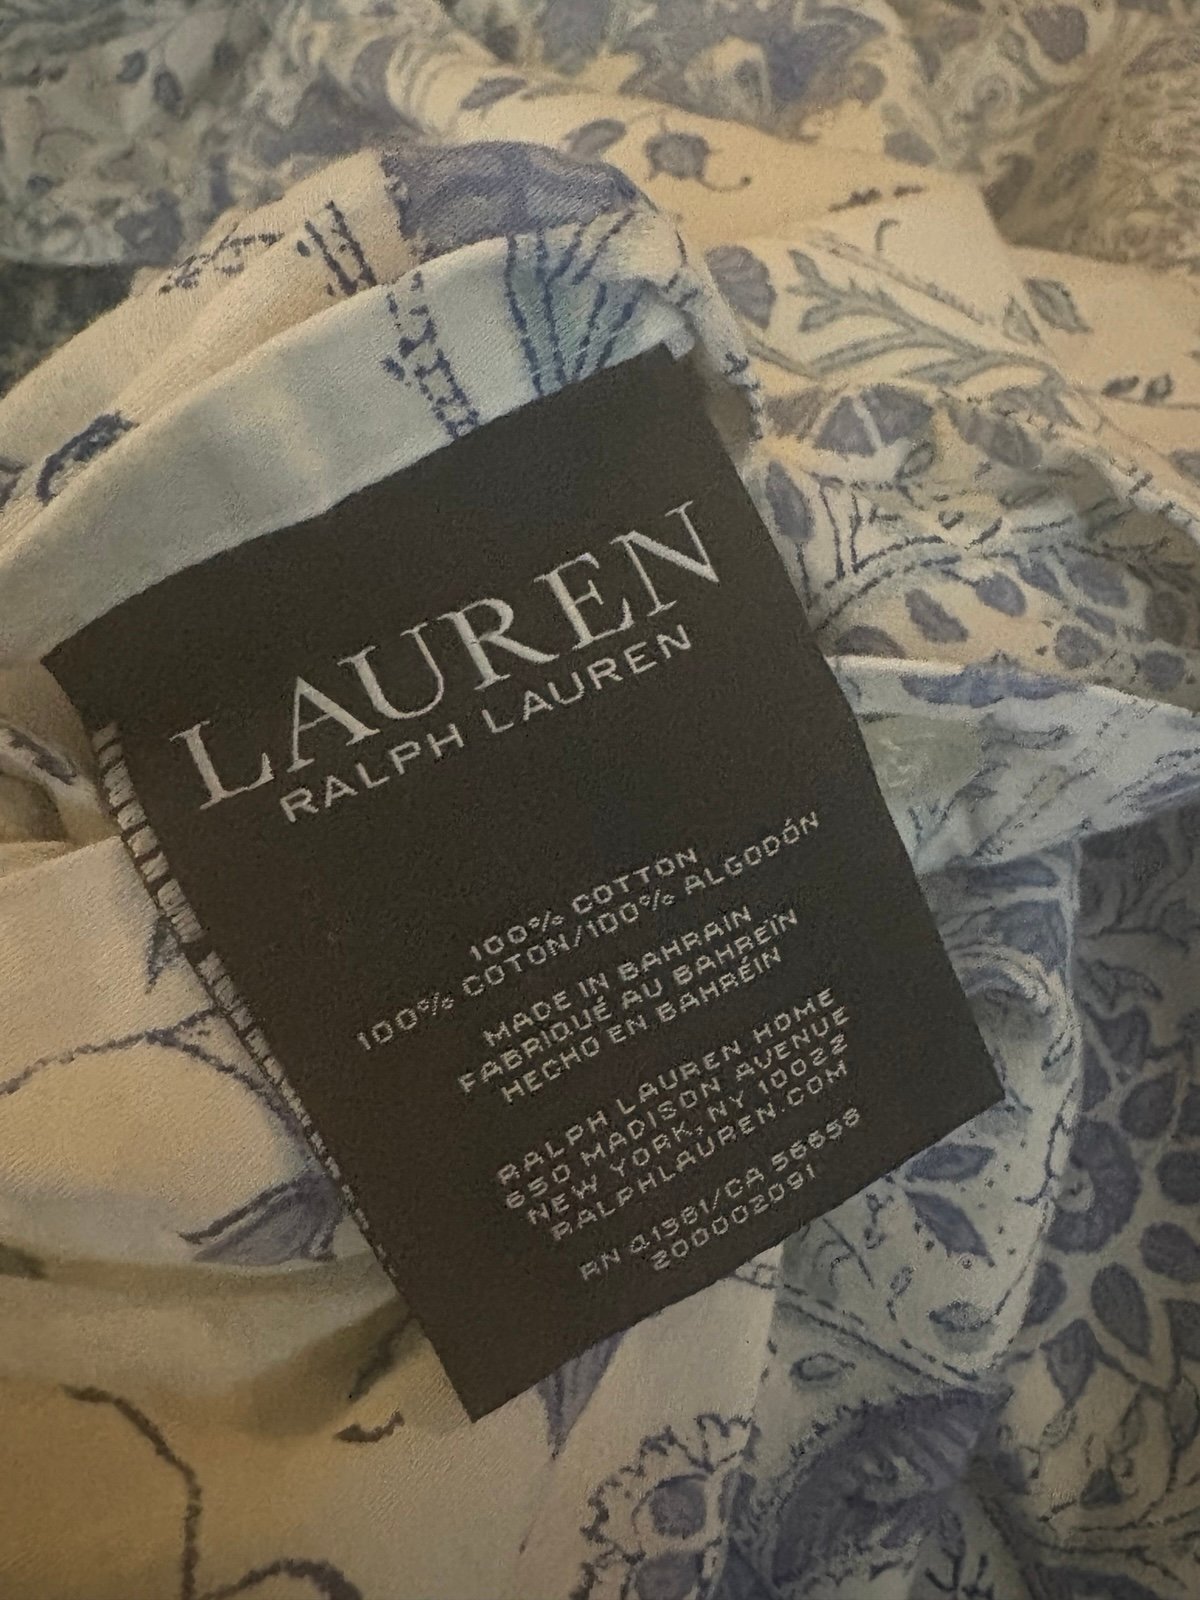 LAUREN
RALPH LAUREN
100% COTTON
100% COTON/100% ALGODÓN
MADE IN BAHRAIN
FABRIQUÉ AU BAHREÏN
HECHO EN BAHRÉIN
RALPH LAUREN HOME
650 MADISON AVENUE
NEW YORK, NY 10022
RALPHLAUREN.COM
RN 41381/CA 56658
200002091